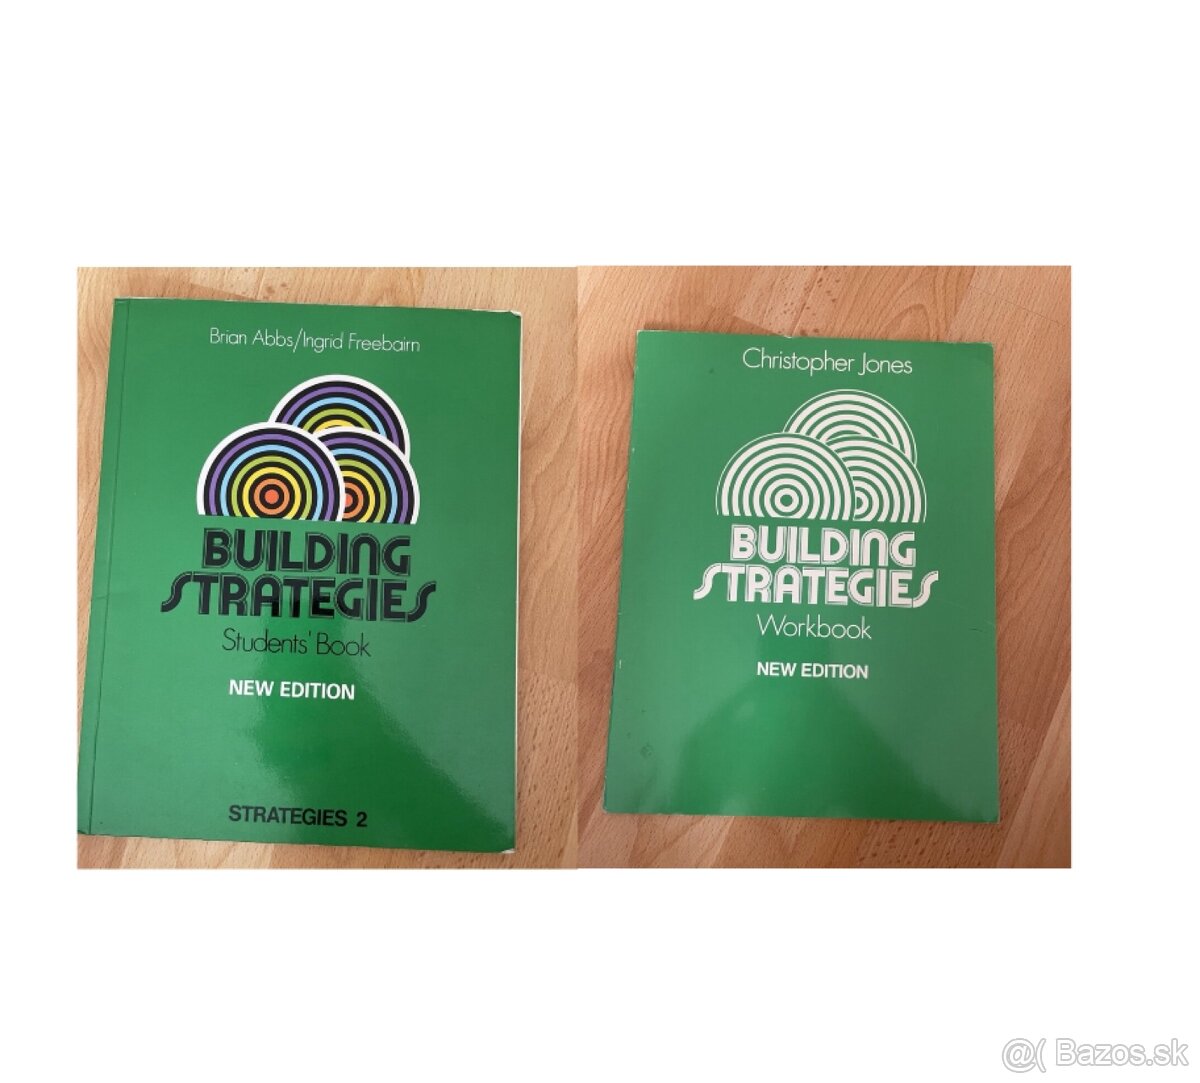 Brian Abbs/Ingrid Freebairn
BUILDING
STRATEGIES
Students' Book
NEW EDITION
STRATEGIES 2
Christopher Jones
BUILDING
STRATEGIES
Workbook
NEW EDITION
@( Bazos.sk